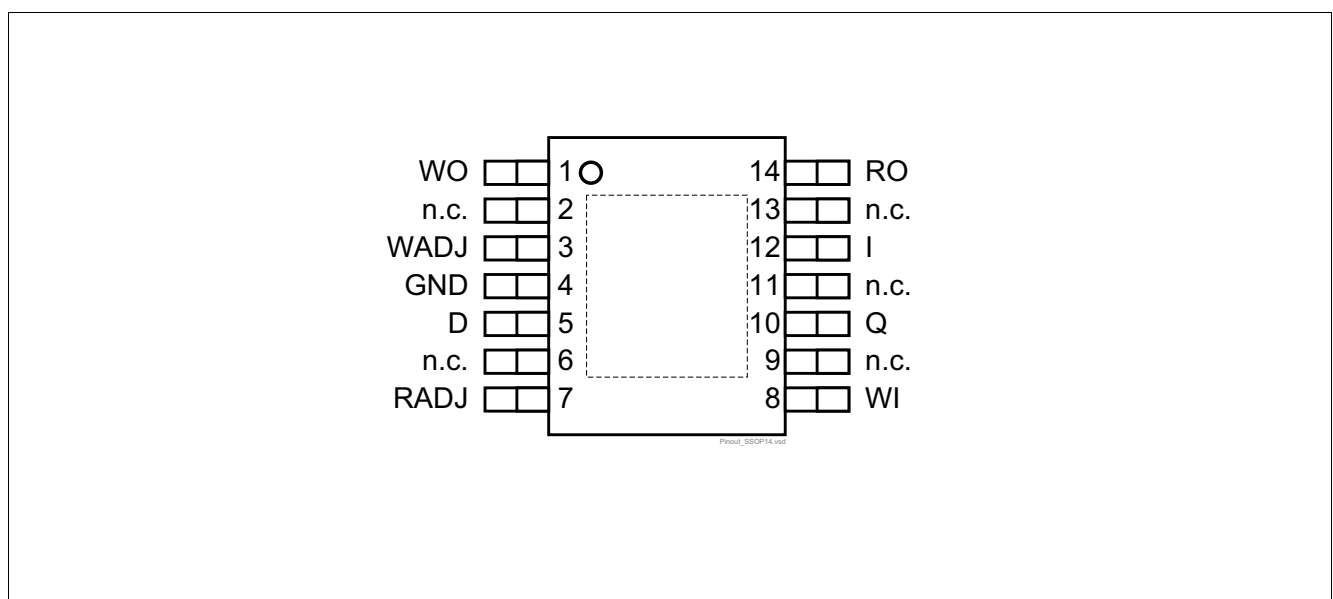 WO 1 14 RO
n.c. 2 13 n.c.
WADJ 3 12 I
GND 4 11 n.c.
D 5 10 Q
n.c. 6 9 n.c.
RADJ 7 8 WI
Pinout_SSOP14.vsd